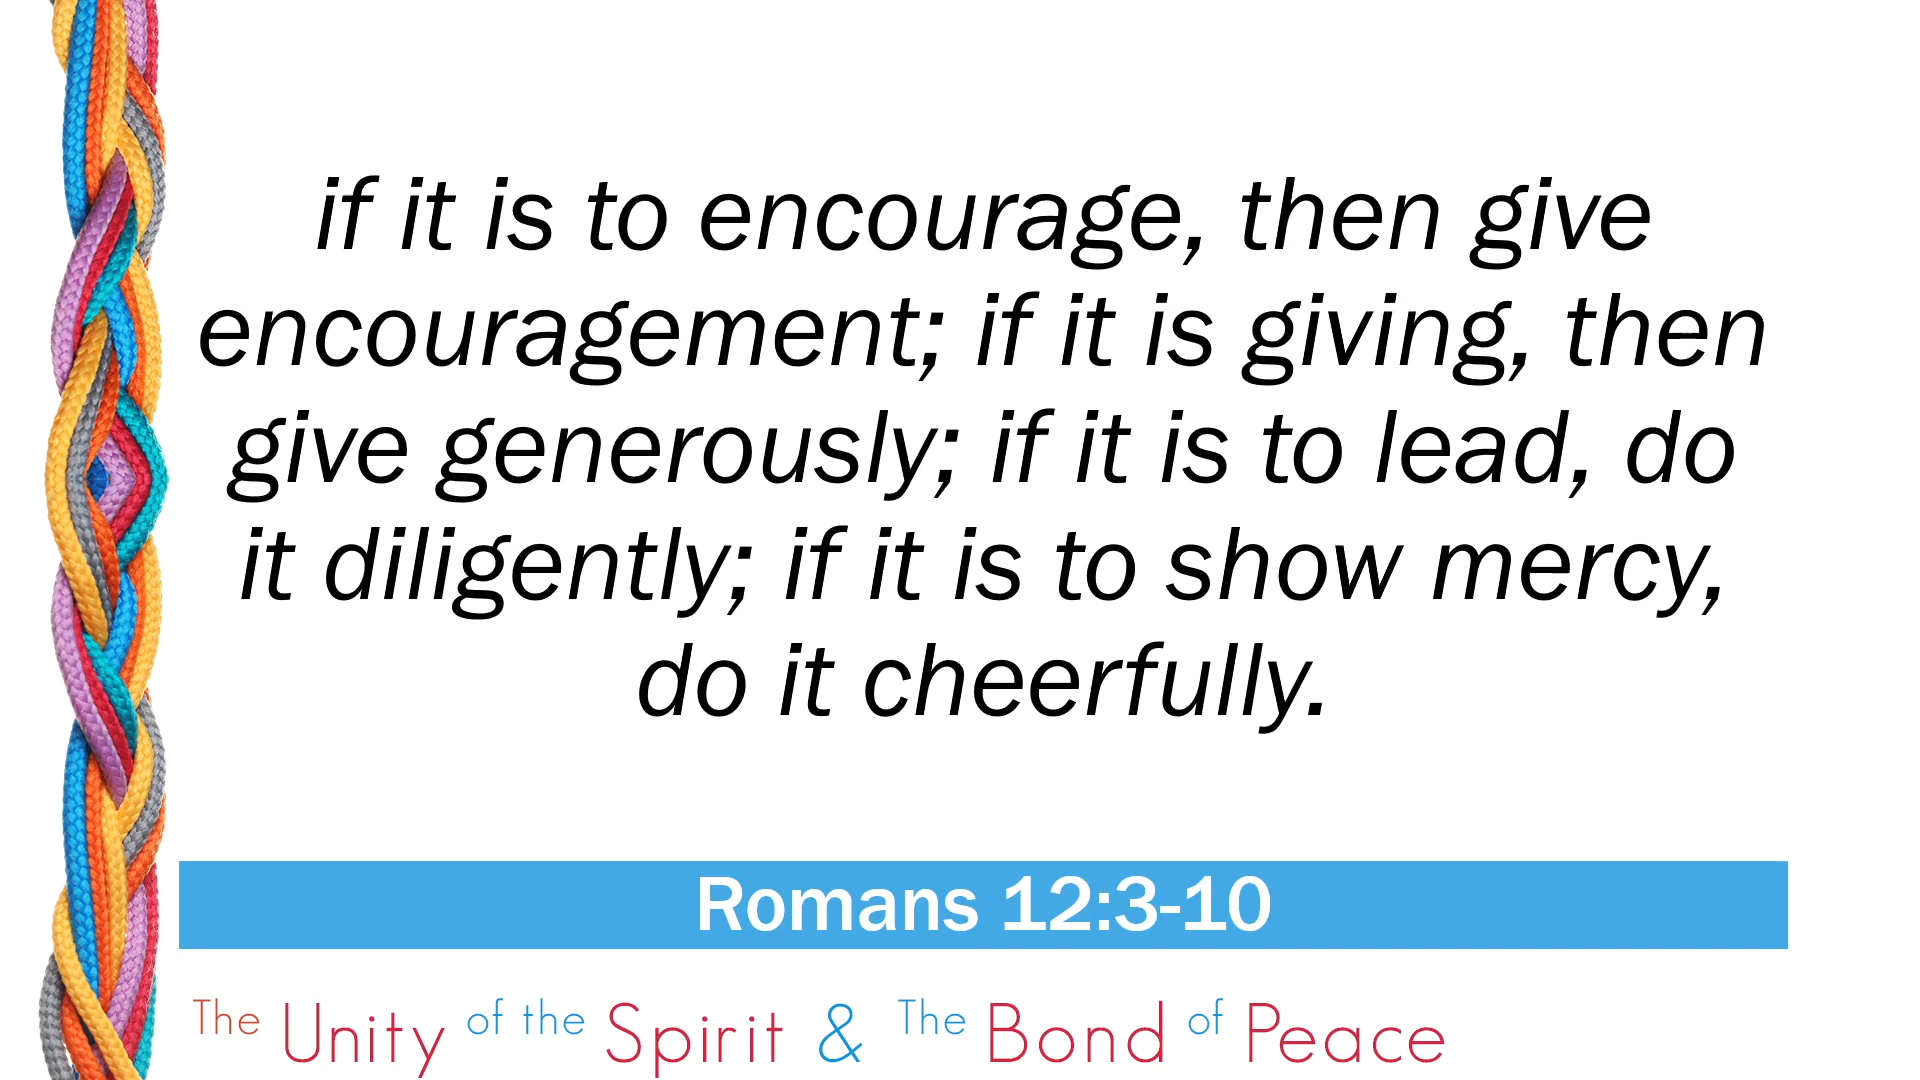 if it is to encourage, then give
encouragement; if it is giving, then
give generously; if it is to lead, do
it diligently; if it is to show mercy,
do it cheerfully.
Romans 12:3-10
The Unity of the Spirit & The Bond of Peace